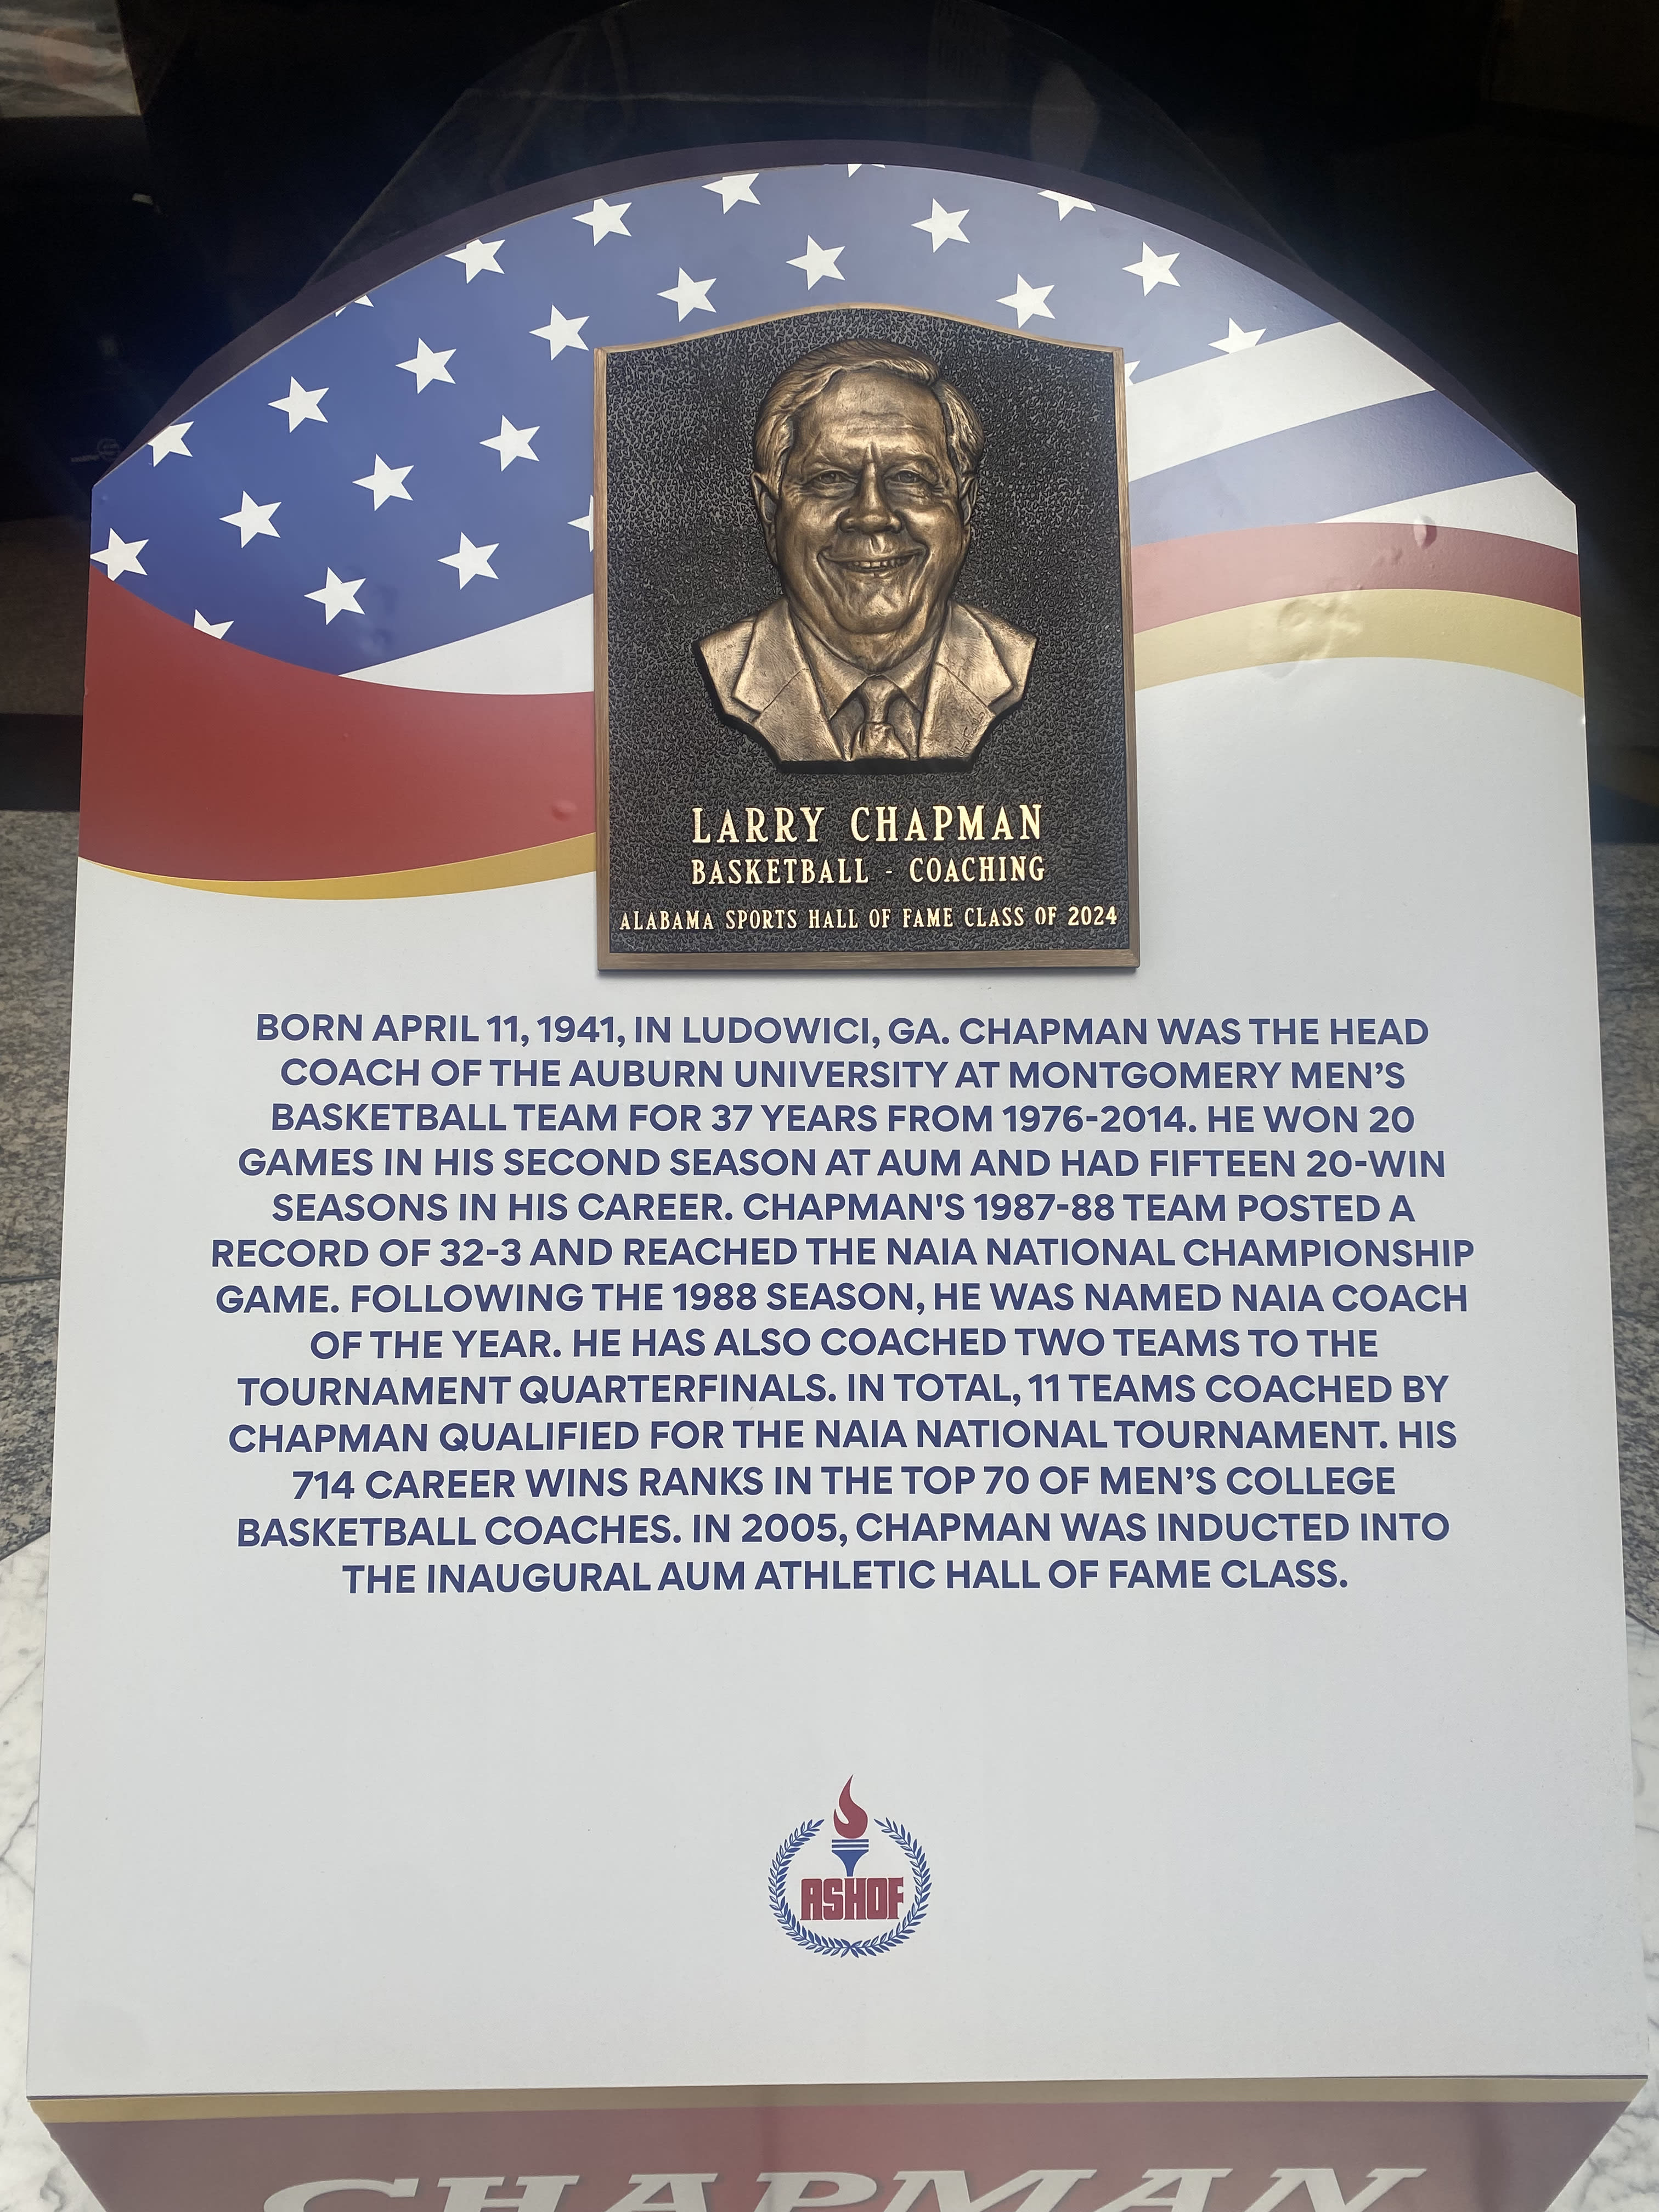 LARRY CHAPMAN
BASKETBALL - COACHING
ALABAMA SPORTS HALL OF FAME CLASS OF 2024
BORN APRIL 11, 1941, IN LUDOWICI, GA. CHAPMAN WAS THE HEAD
COACH OF THE AUBURN UNIVERSITY AT MONTGOMERY MEN’S
BASKETBALL TEAM FOR 37 YEARS FROM 1976-2014. HE WON 20
GAMES IN HIS SECOND SEASON AT AUM AND HAD FIFTEEN 20-WIN
SEASONS IN HIS CAREER. CHAPMAN'S 1987-88 TEAM POSTED A
RECORD OF 32-3 AND REACHED THE NAIA NATIONAL CHAMPIONSHIP
GAME. FOLLOWING THE 1988 SEASON, HE WAS NAMED NAIA COACH
OF THE YEAR. HE HAS ALSO COACHED TWO TEAMS TO THE
TOURNAMENT QUARTERFINALS. IN TOTAL, 11 TEAMS COACHED BY
CHAPMAN QUALIFIED FOR THE NAIA NATIONAL TOURNAMENT. HIS
714 CAREER WINS RANKS IN THE TOP 70 OF MEN’S COLLEGE
BASKETBALL COACHES. IN 2005, CHAPMAN WAS INDUCTED INTO
THE INAUGURAL AUM ATHLETIC HALL OF FAME CLASS.
ASHOF
CHAPMAN